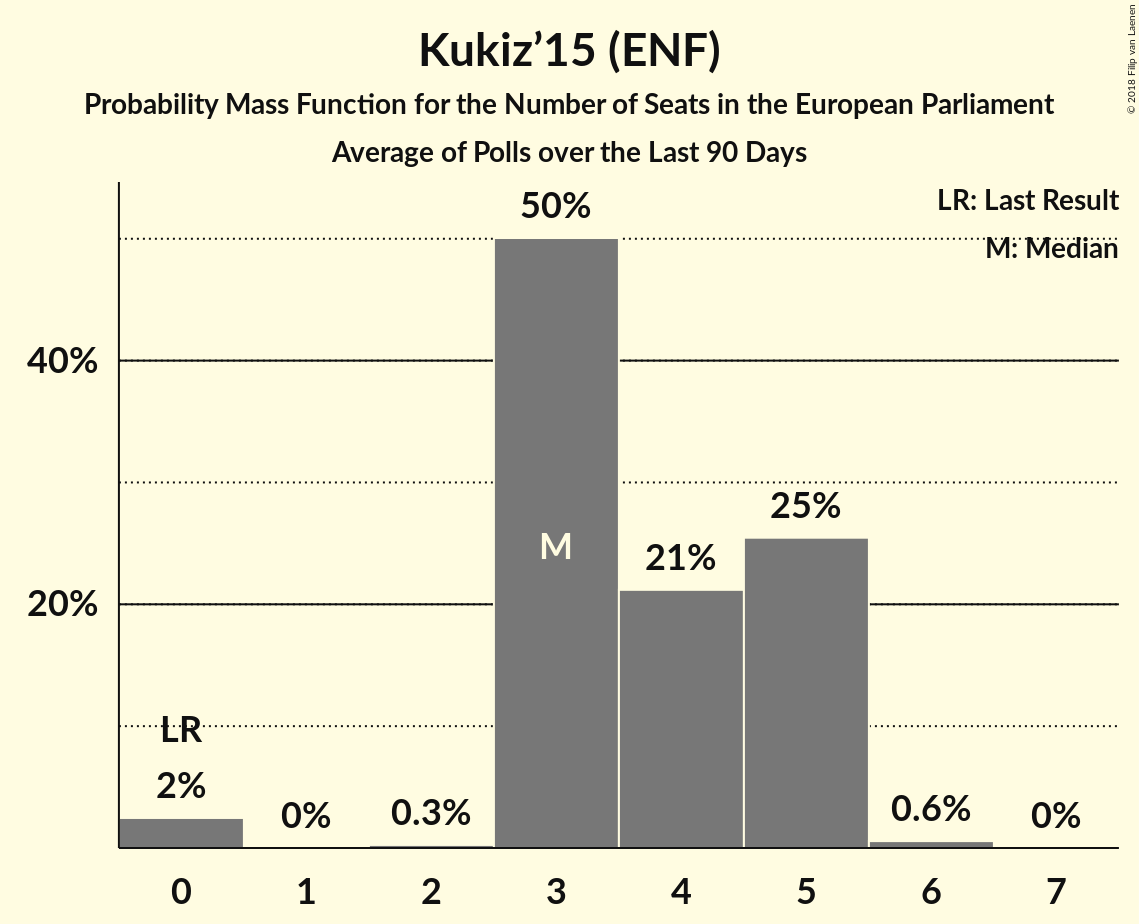 Kukiz’15 (ENF)
Probability Mass Function for the Number of Seats in the European Parliament
Average of Polls over the Last 90 Days
© 2018 Filip van Laenen
LR: Last Result
M: Median
50%
40%
25%
M
21%
20%
LR
2%
0%
0.3%
0.6%
0%
0 1 2 3 4 5 6 7